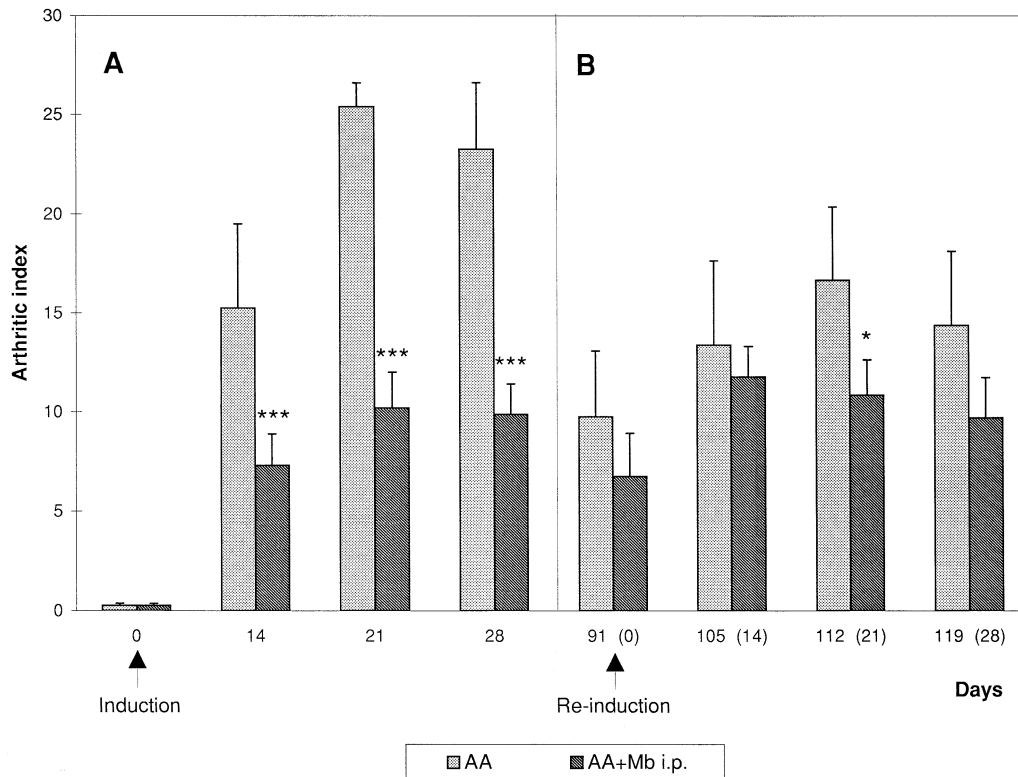 A
B
30
25
20
15
10
5
0
Arthritic index
***
***
***
*
0 14 21 28 91 (0) 105 (14) 112 (21) 119 (28)
Induction
Re-induction
Days
AA AA+Mb i.p.